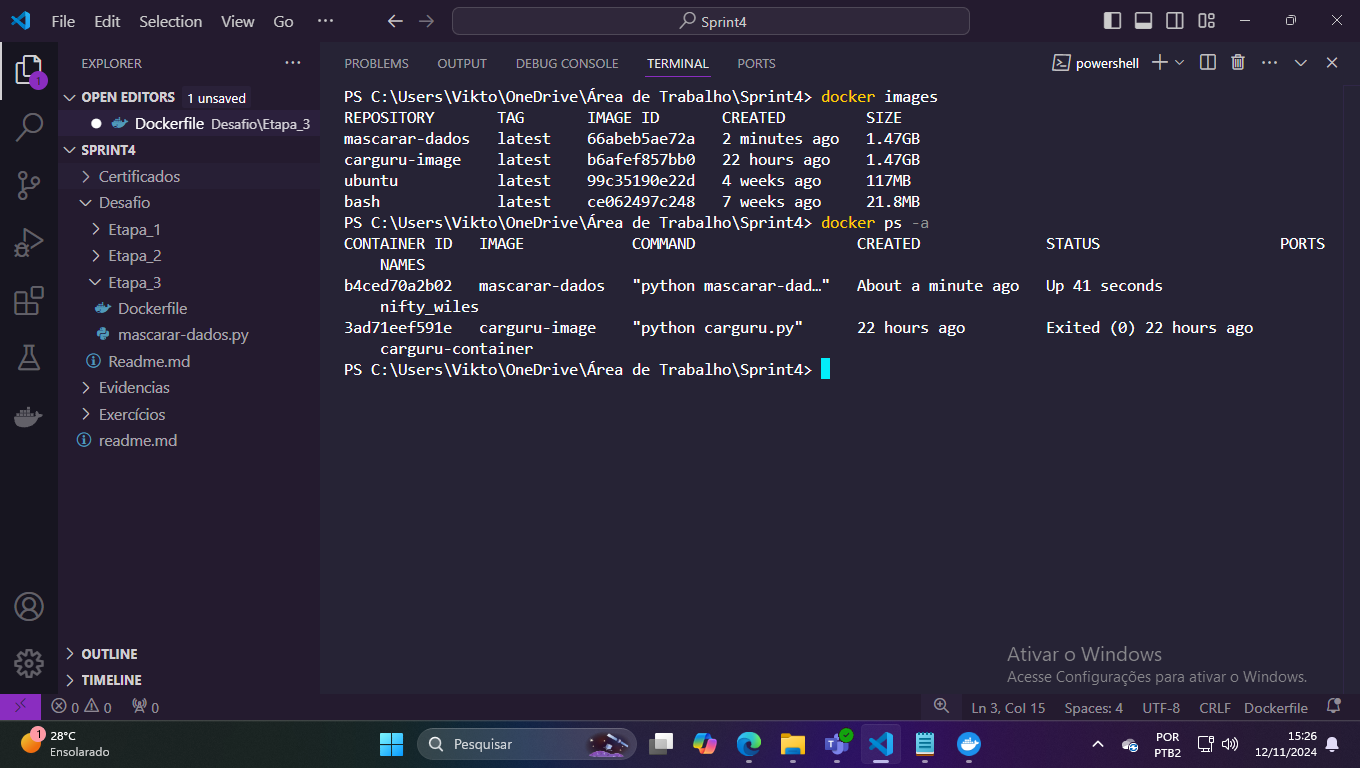 File Edit Selection View Go ··· Sprint4
EXPLORER ···
OPEN EDITORS 1 unsaved
Dockerfile Desafio\Etapa_3
SPRINT4
Certificados
Desafio
Etapa_1
Etapa_2
Etapa_3
Dockerfile
mascarar-dados.py
Readme.md
Evidencias
Exercícios
readme.md
OUTLINE
TIMELINE
1
PROBLEMS OUTPUT DEBUG CONSOLE TERMINAL PORTS powershell ···
PS C:\Users\Vikto\OneDrive\Área de Trabalho\Sprint4> docker images
REPOSITORY TAG IMAGE ID CREATED SIZE
mascarar-dados latest 66abeb5ae72a 2 minutes ago 1.47GB
carguru-image latest b6afef857bb0 22 hours ago 1.47GB
ubuntu latest 99c35190e22d 4 weeks ago 117MB
bash latest ce062497c248 7 weeks ago 21.8MB
PS C:\Users\Vikto\OneDrive\Área de Trabalho\Sprint4> docker ps -a
CONTAINER ID IMAGE COMMAND CREATED STATUS PORTS
NAMES
b4ced70a2b02 mascarar-dados "python mascarar-dad…" About a minute ago Up 41 seconds
nifty_wiles
3ad71eef591e carguru-image "python carguru.py" 22 hours ago Exited (0) 22 hours ago
carguru-container
PS C:\Users\Vikto\OneDrive\Área de Trabalho\Sprint4>
Ativar o Windows
Acesse Configurações para ativar o Windows.
0 0 0 Ln 3, Col 15 Spaces: 4 UTF-8 CRLF Dockerfile
1 28°C
Ensolarado
Pesquisar
POR
PTB2
15:26
12/11/2024